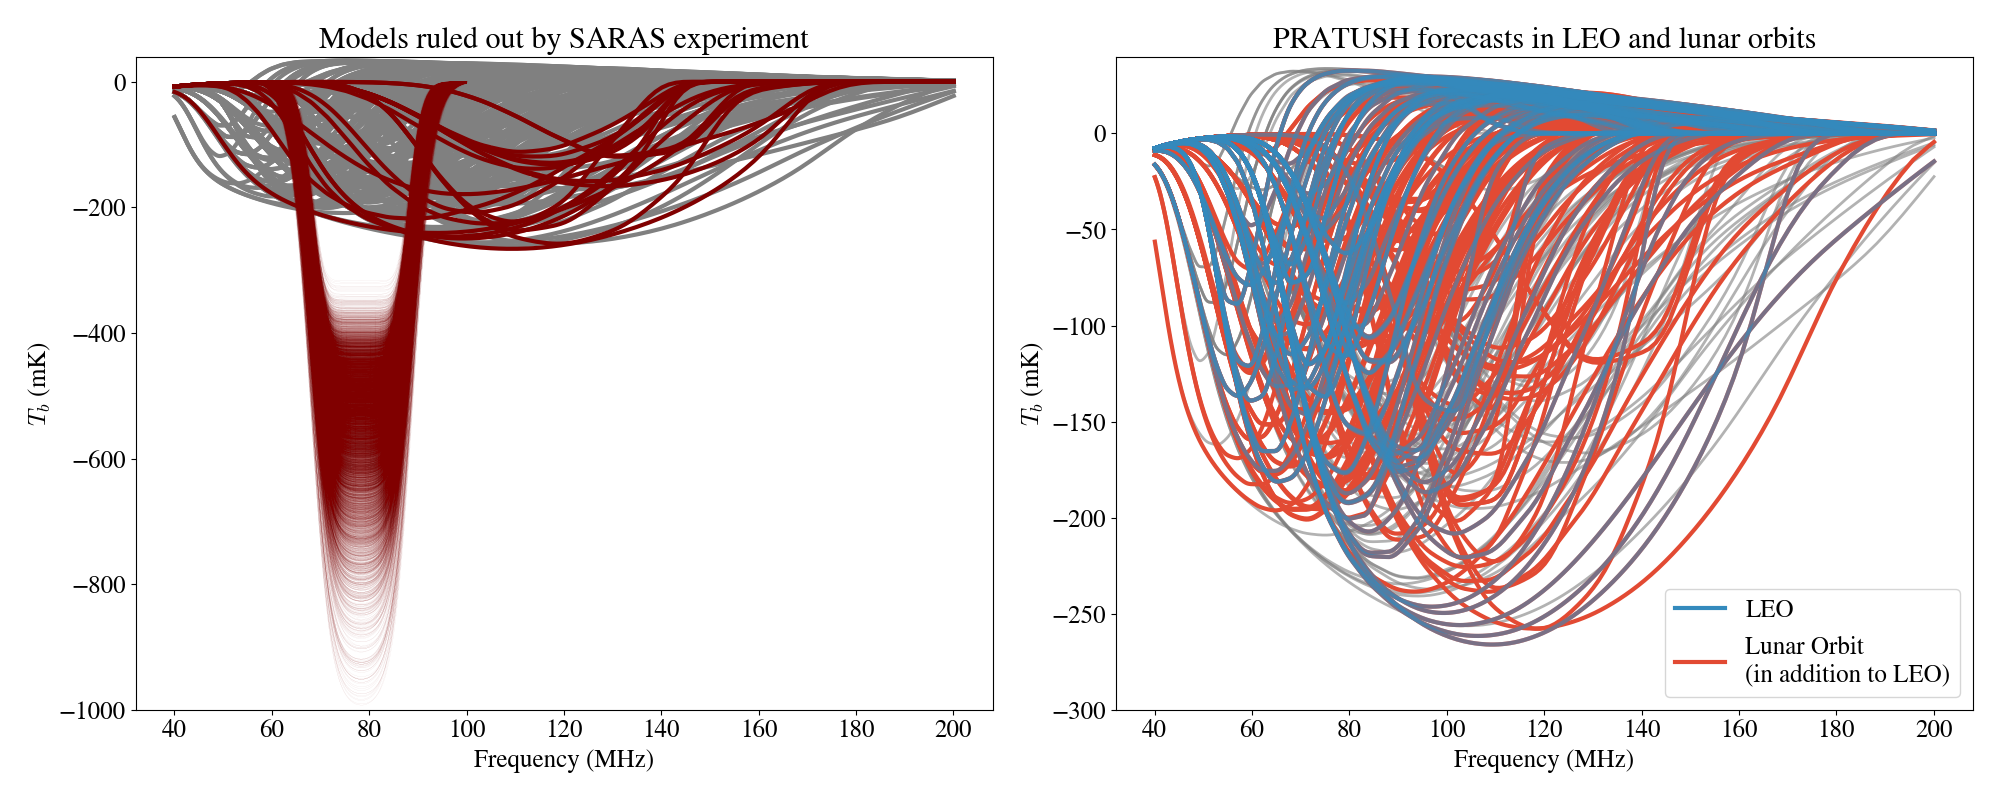 Models ruled out by SARAS experiment
0
−200
−400
−600
−800
−1000
T_b (mK)
40 60 80 100 120 140 160 180 200
Frequency (MHz)
PRATUSH forecasts in LEO and lunar orbits
0
−50
−100
−150
−200
−250
−300
T_b (mK)
40 60 80 100 120 140 160 180 200
Frequency (MHz)
LEO
Lunar Orbit
(in addition to LEO)